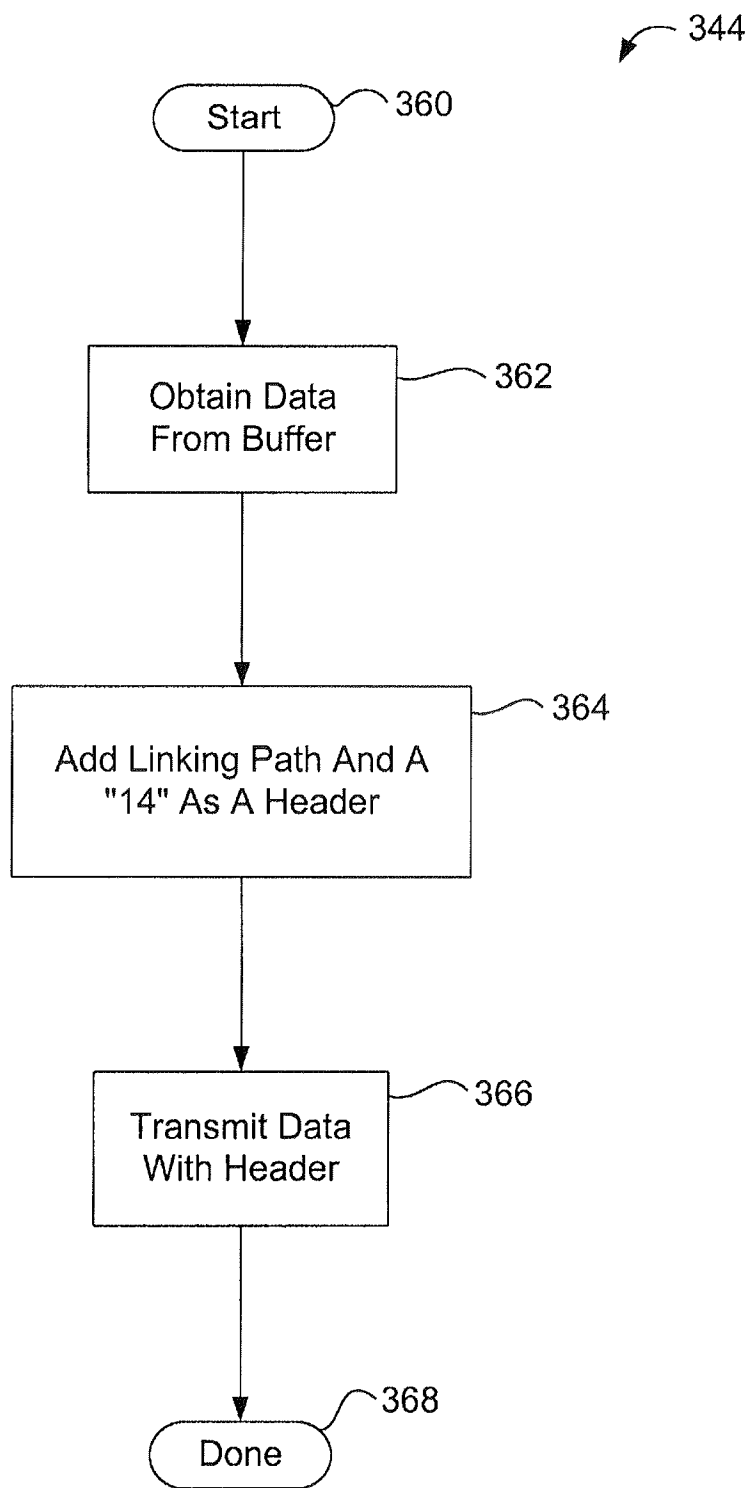 344
Start
360
Obtain Data
From Buffer
362
Add Linking Path And A
"14" As A Header
364
Transmit Data
With Header
366
Done
368